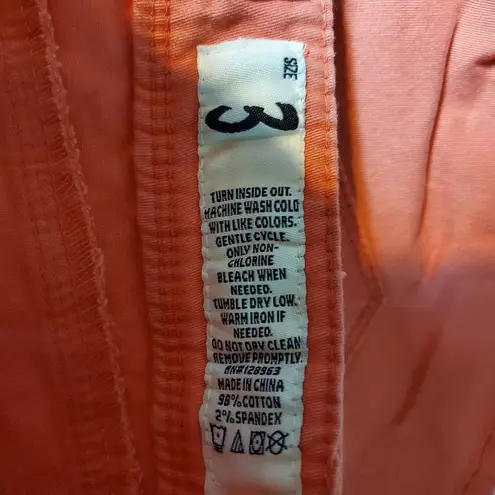 SIZE
3
TURN INSIDE OUT.
MACHINE WASH COLD
WITH LIKE COLORS.
GENTLE CYCLE.
ONLY NON-
CHLORINE
BLEACH WHEN
NEEDED.
TUMBLE DRY LOW.
WARM IRON IF
NEEDED.
DO NOT DRY CLEAN
REMOVE PROMPTLY.
RN#128963
MADE IN CHINA
98% COTTON
2% SPANDEX